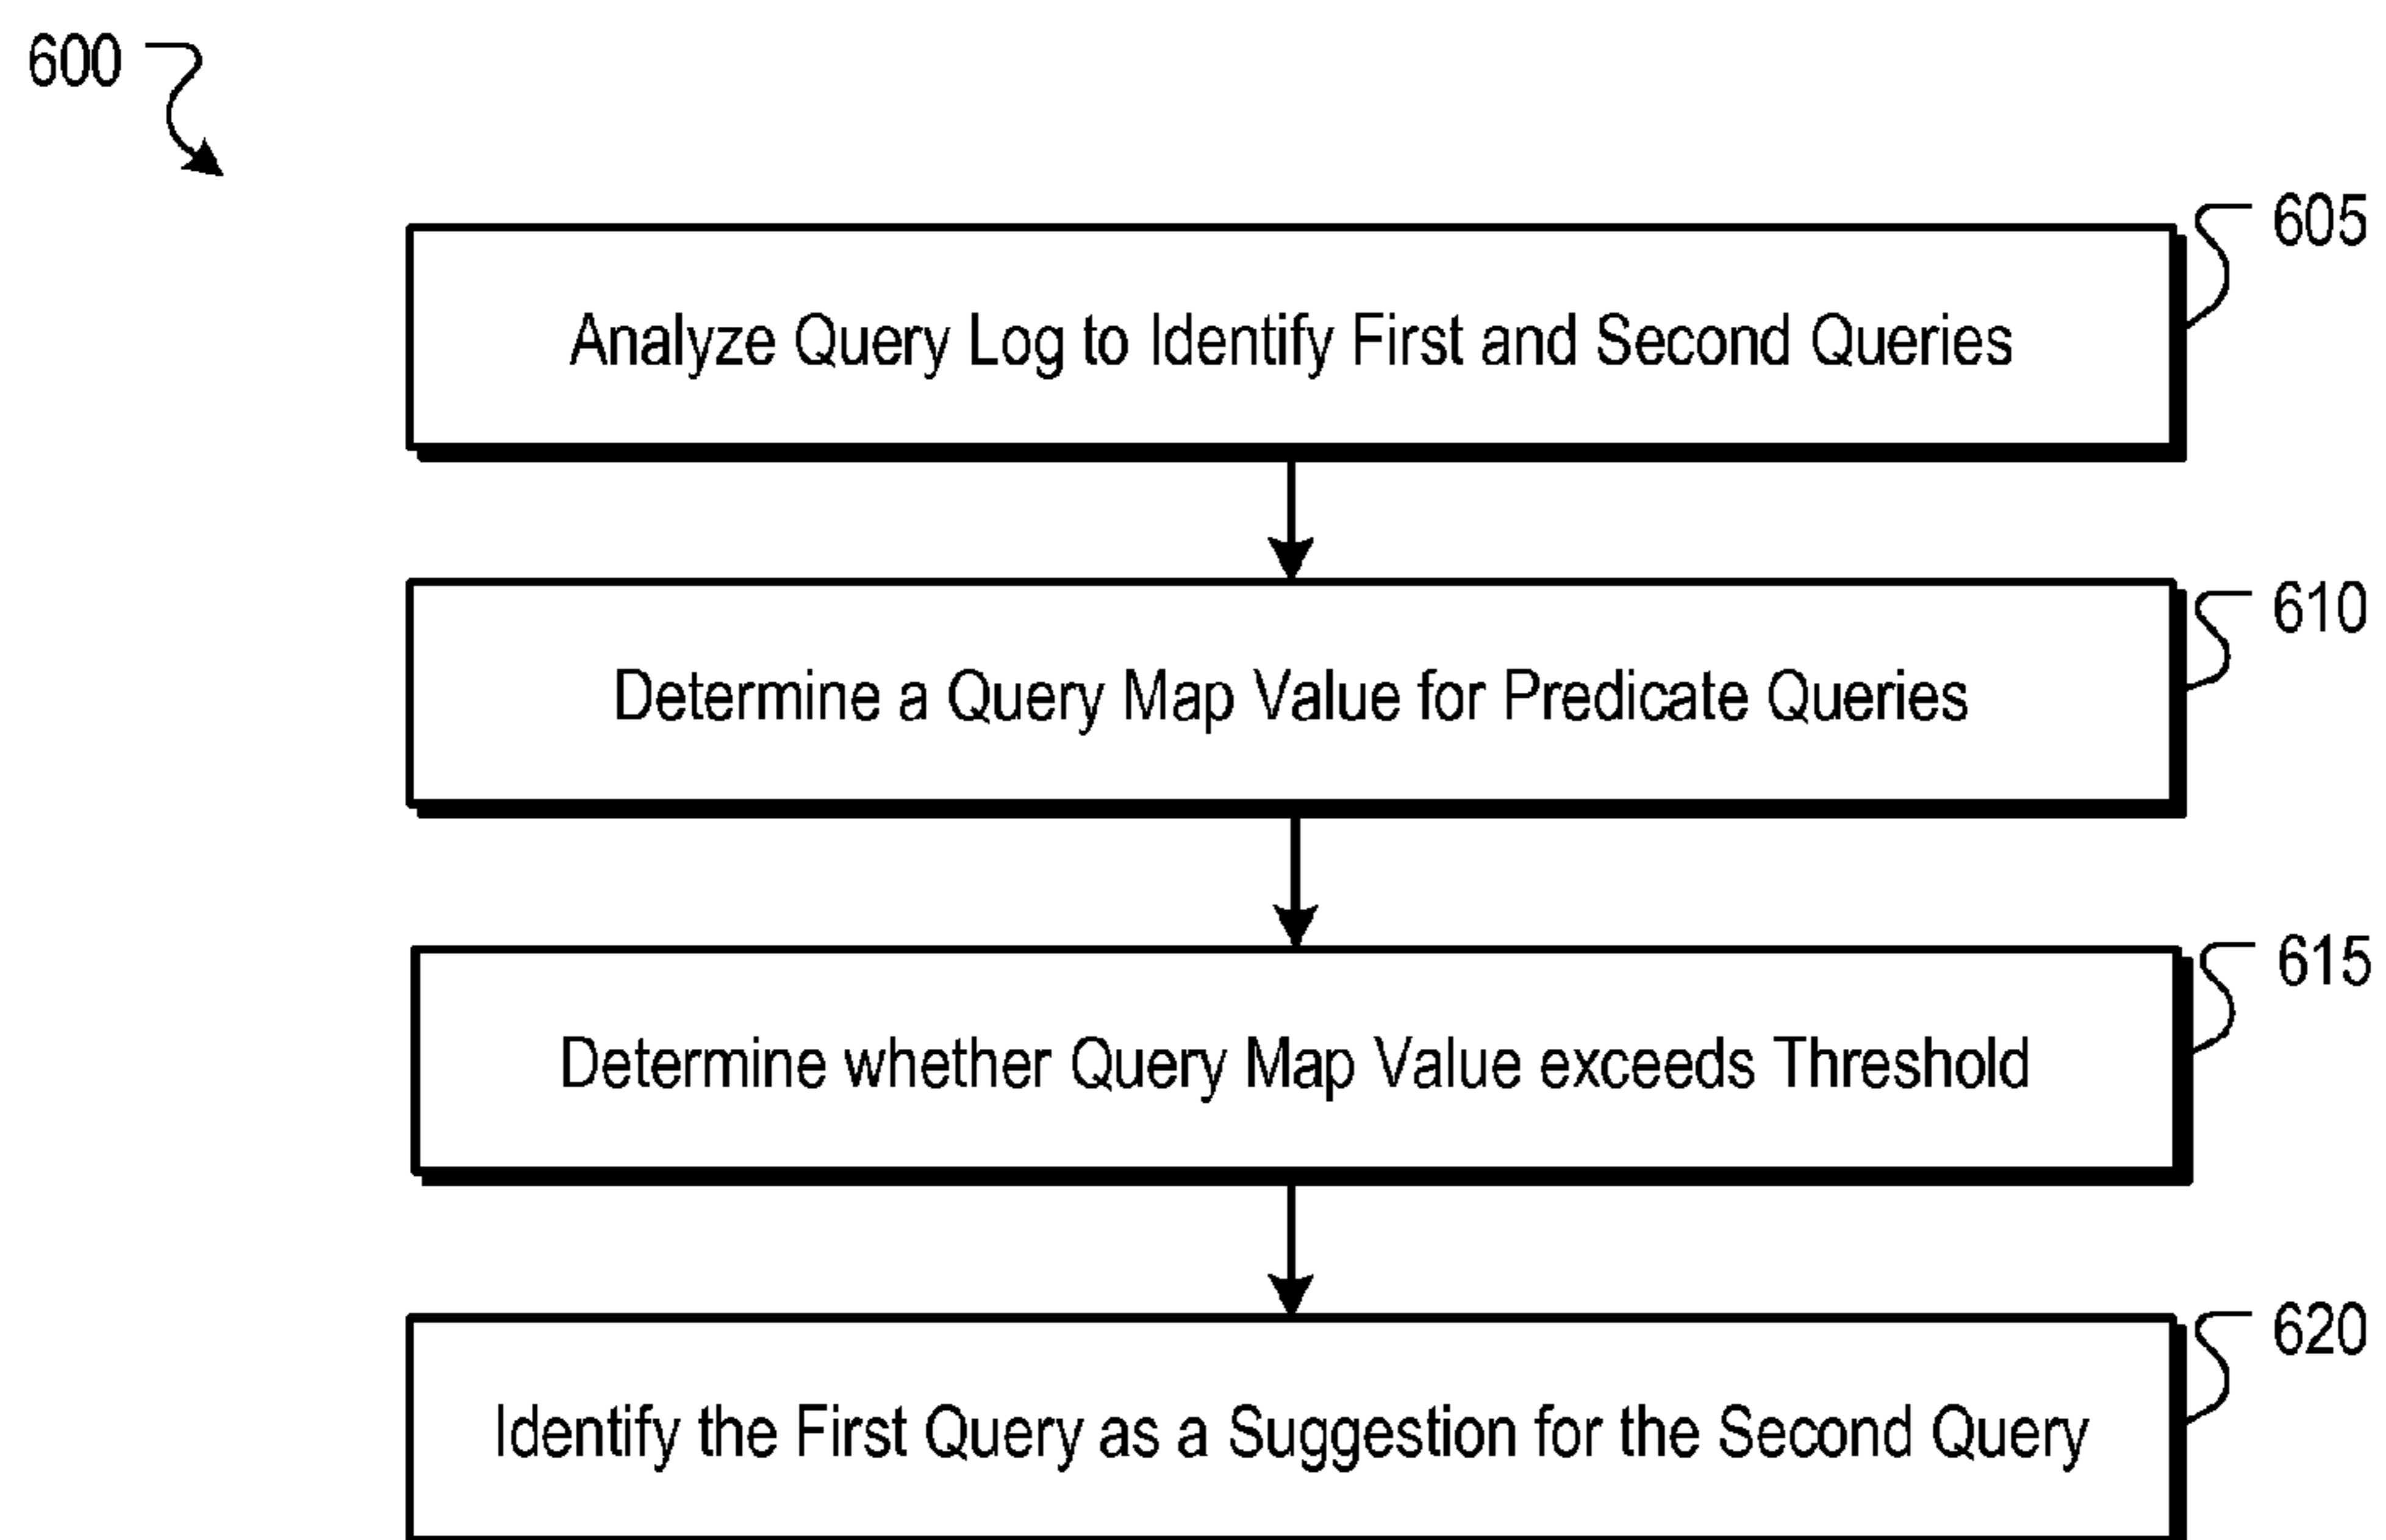 600
605
Analyze Query Log to Identify First and Second Queries
610
Determine a Query Map Value for Predicate Queries
615
Determine whether Query Map Value exceeds Threshold
620
Identify the First Query as a Suggestion for the Second Query